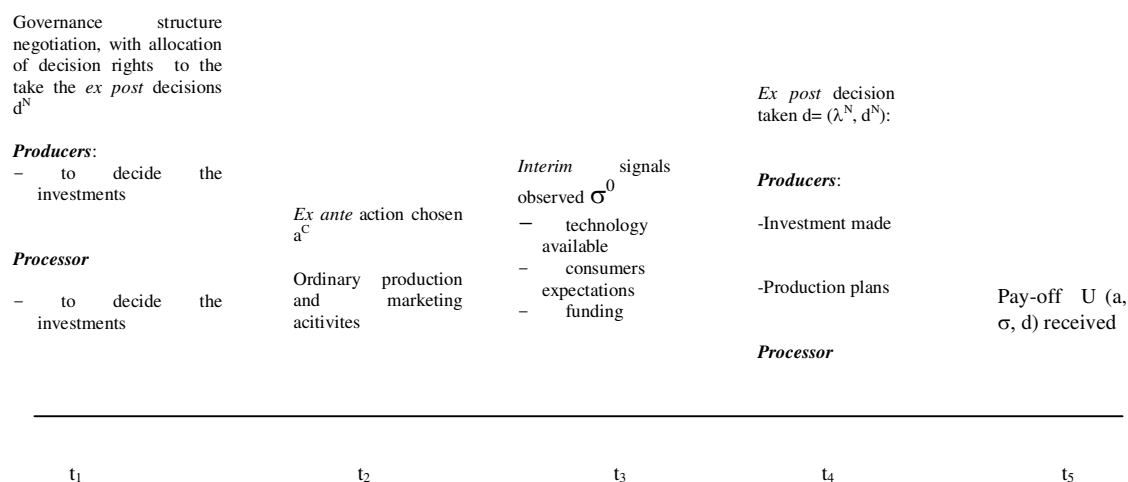 Governance structure
negotiation, with allocation
of decision rights to the
take the ex post decisions
d^N
Producers:
– to decide the
investments
Processor
– to decide the
investments
Ex ante action chosen
a^C
Ordinary production
and marketing
acitivites
Interim signals
observed σ^0
– technology
available
– consumers
expectations
– funding
Ex post decision
taken d= (λ^N, d^N):
Producers:
-Investment made
-Production plans
Processor
Pay-off U (a,
σ, d) received
t1 t2 t3 t4 t5